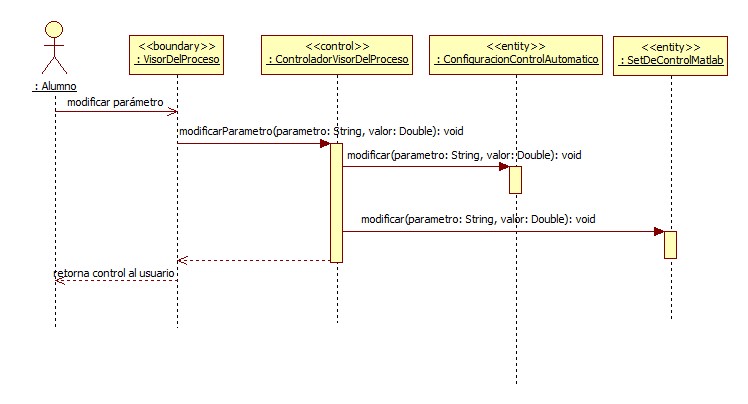 <<boundary>>
: VisorDelProceso
<<control>>
: ControladorVisorDelProceso
<<entity>>
: ConfiguracionControlAutomatico
<<entity>>
: SetDeControlMatlab
: Alumno
modificar parámetro
modificarParametro(parametro: String, valor: Double): void
modificar(parametro: String, valor: Double): void
modificar(parametro: String, valor: Double): void
retorna control al usuario